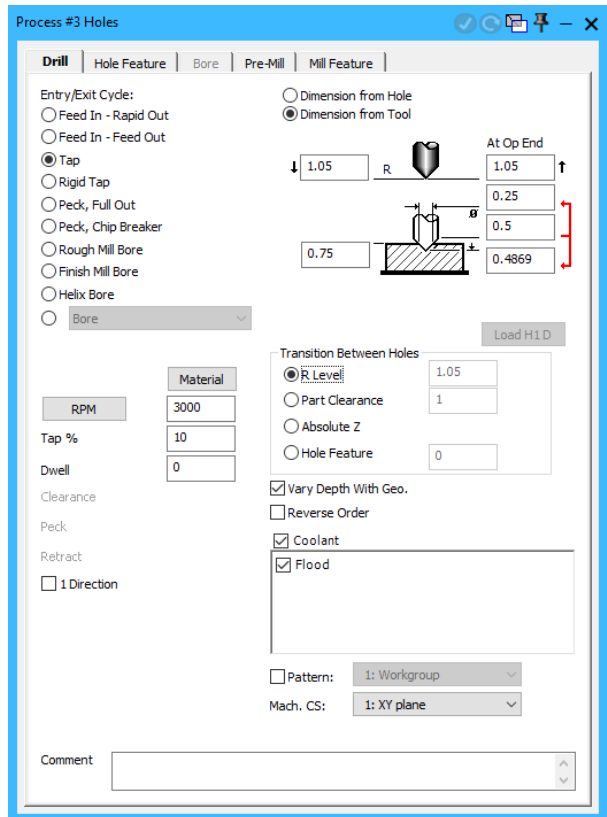 Process #3 Holes
Drill Hole Feature Bore Pre-Mill Mill Feature
Entry/Exit Cycle:
Feed In - Rapid Out
Feed In - Feed Out
Tap
Rigid Tap
Peck, Full Out
Peck, Chip Breaker
Rough Mill Bore
Finish Mill Bore
Helix Bore
Bore
Dimension from Hole
Dimension from Tool
At Op End
1.05 R 1.05
0.25
ø
0.5
0.75 0.4869
Load H1 D
Material
RPM 3000
Tap % 10
Dwell 0
Clearance
Peck
Retract
1 Direction
Transition Between Holes
R Level 1.05
Part Clearance 1
Absolute Z
Hole Feature 0
Vary Depth With Geo.
Reverse Order
Coolant
Flood
Pattern: 1: Workgroup
Mach. CS: 1: XY plane
Comment